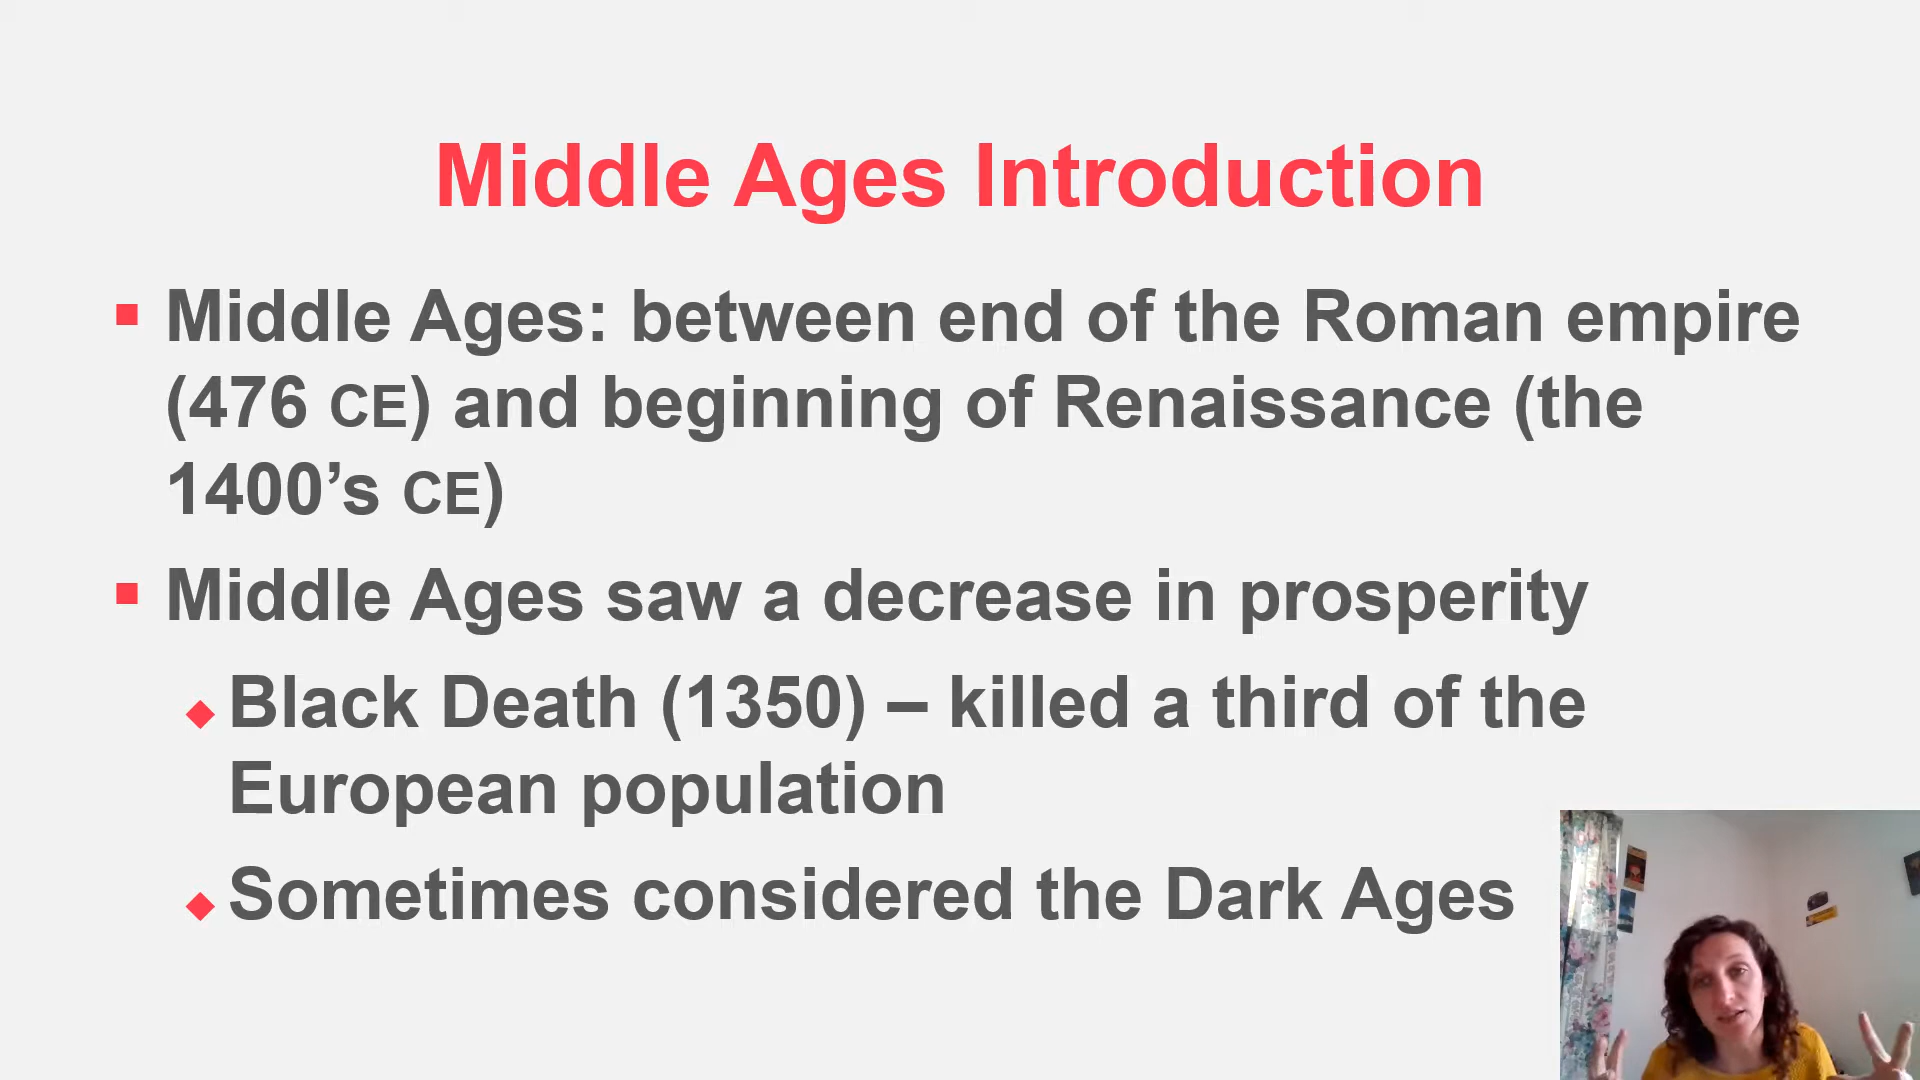 Middle Ages Introduction
Middle Ages: between end of the Roman empire
(476 CE) and beginning of Renaissance (the
1400’s CE)
Middle Ages saw a decrease in prosperity
Black Death (1350) – killed a third of the
European population
Sometimes considered the Dark Ages